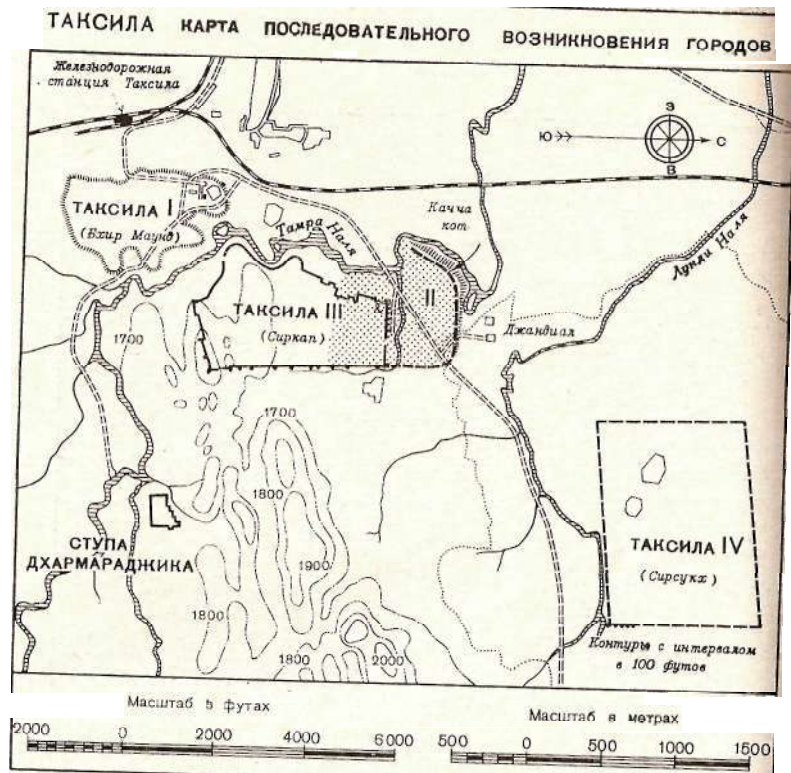 ТАКСИЛА КАРТА ПОСЛЕДОВАТЕЛЬНОГО ВОЗНИКНОВЕНИЯ ГОРОДОВ
Железнодорожная
станция Таксила
З
Ю
С
В
ТАКСИЛА I
(Бхир Маунд)
Тамра Наля
Качча
кот
Лунди Наля
II
ТАКСИЛА III
(Сиркап)
Джандиал
1700
1700
1800
1900
1800
1800
2000
СТУПА
ДХАРМАРАДЖИКА
ТАКСИЛА IV
(Сирсукх)
Контуры с интервалом
в 100 футов
Масштаб в футах
2000 0 2000 4000 6000
Масштаб в метрах
500 0 500 1000 1500